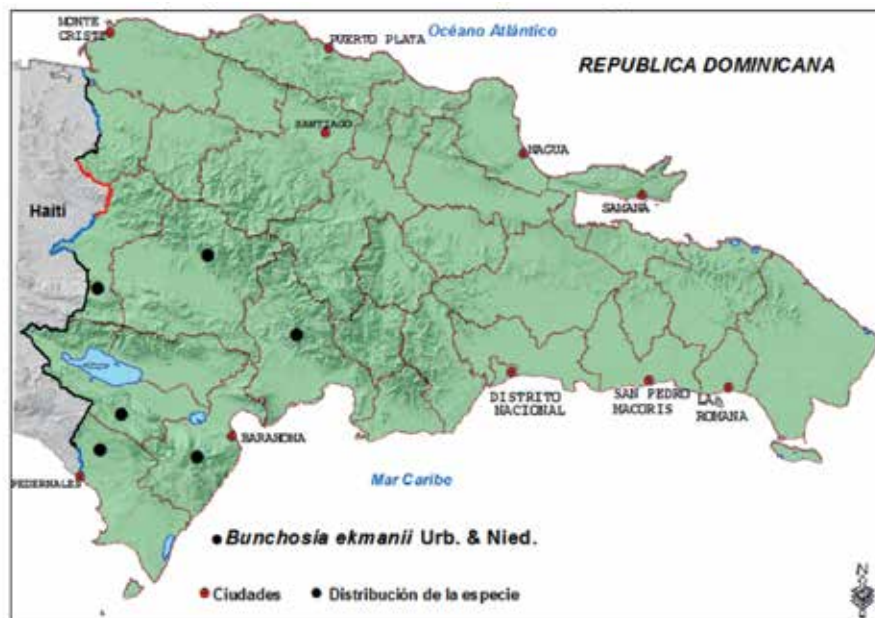 MONTE
CRISTI
PUERTO PLATA
Océano Atlántico
REPUBLICA DOMINICANA
SANTIAGO
NAGUA
SAMANA
Haití
DISTRITO
NACIONAL
SAN PEDRO
MACORIS
LA
ROMANA
BARAHONA
PEDERNALES
Mar Caribe
Bunchosia ekmanii Urb. & Nied.
Ciudades
Distribución de la especie
N